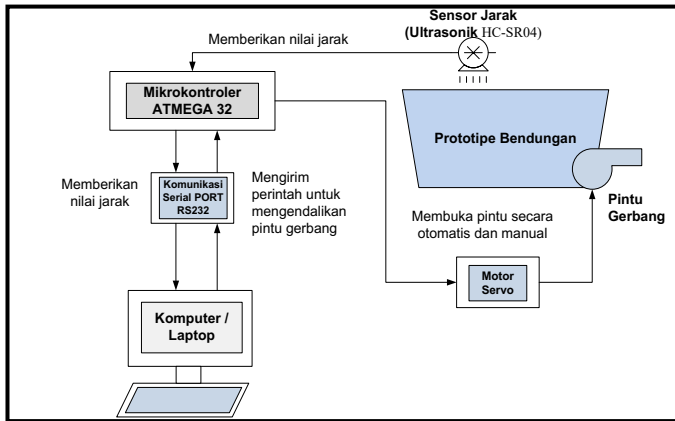 Sensor Jarak
(Ultrasonik HC-SR04)
Memberikan nilai jarak
Mikrokontroler
ATMEGA 32
Prototipe Bendungan
Memberikan
nilai jarak
Komunikasi
Serial PORT
RS232
Mengirim
perintah untuk
mengendalikan
pintu gerbang
Membuka pintu secara
otomatis dan manual
Pintu
Gerbang
Motor
Servo
Komputer /
Laptop